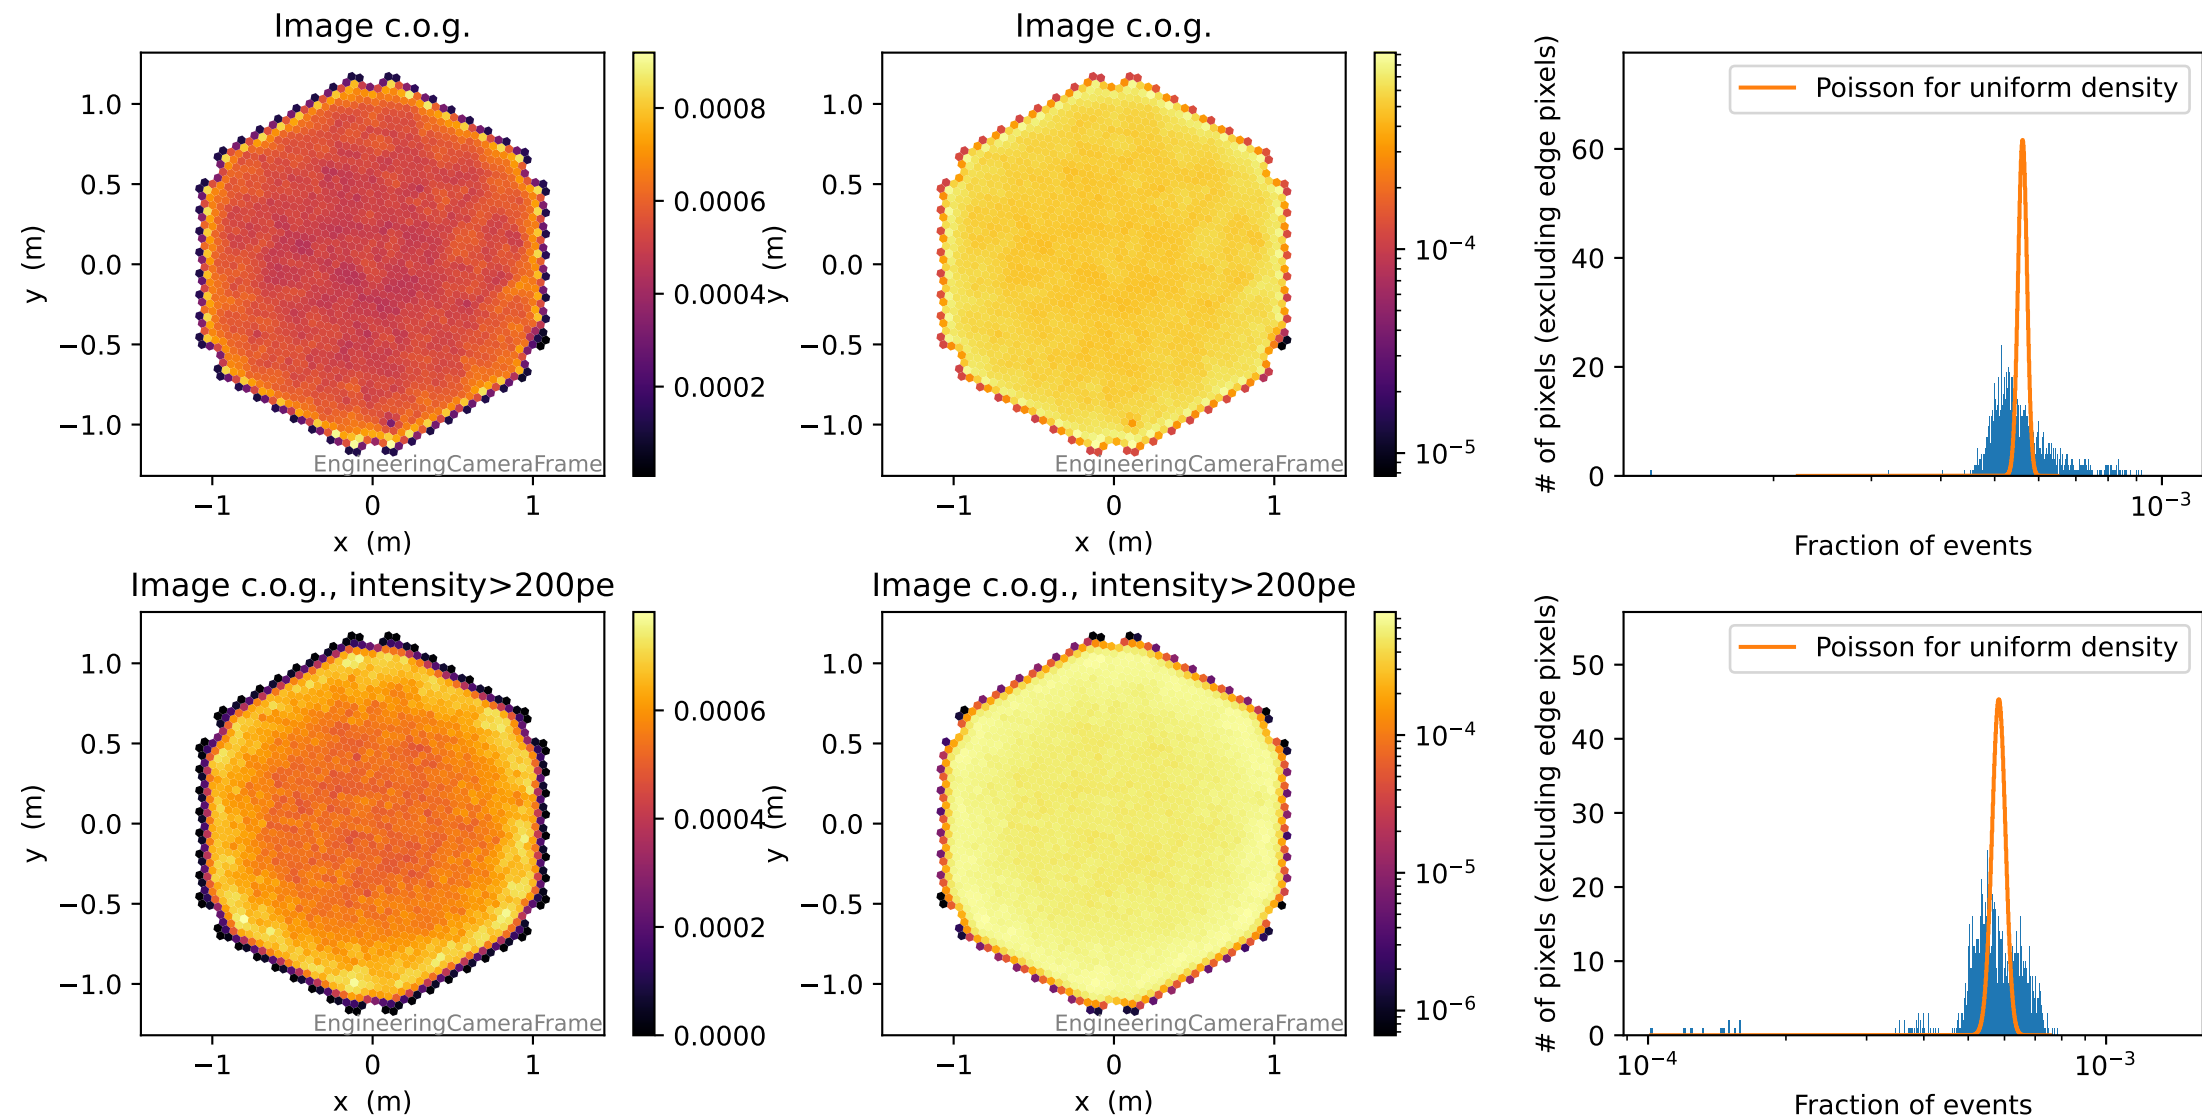 Image c.o.g.
1.0
0.5
0.0
−0.5
−1.0
y (m)
−1
0
1
x (m)
EngineeringCameraFrame
0.0008
0.0006
0.0004
0.0002
Image c.o.g.
1.0
0.5
0.0
−0.5
−1.0
y (m)
−1
0
1
x (m)
EngineeringCameraFrame
10−4
10−5
Poisson for uniform density
# of pixels (excluding edge pixels)
60
40
20
0
10−3
Fraction of events
Image c.o.g., intensity>200pe
1.0
0.5
0.0
−0.5
−1.0
y (m)
−1
0
1
x (m)
EngineeringCameraFrame
0.0006
0.0004
0.0002
0.0000
Image c.o.g., intensity>200pe
1.0
0.5
0.0
−0.5
−1.0
y (m)
−1
0
1
x (m)
EngineeringCameraFrame
10−4
10−5
10−6
Poisson for uniform density
# of pixels (excluding edge pixels)
50
40
30
20
10
0
10−4
10−3
Fraction of events